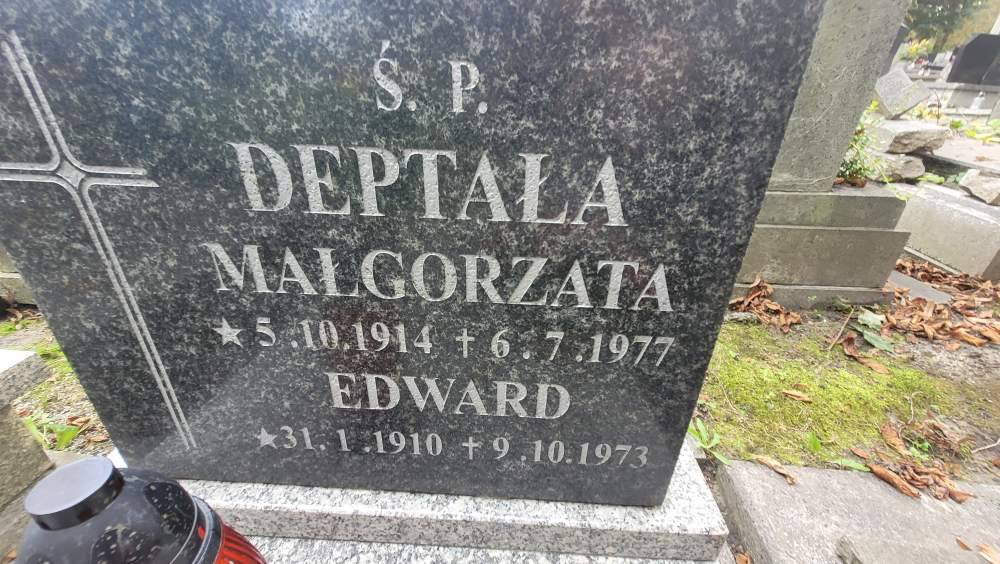 Ś. P.
DEPTAŁA
MAŁGORZATA
★ 5.10.1914 ✝ 6.7.1977
EDWARD
★31.1.1910 ✝ 9.10.1973